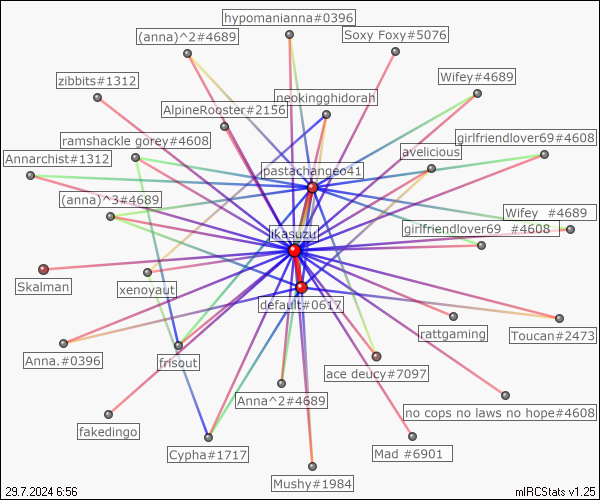 hypomanianna#0396
(anna)^2#4689
Soxy Foxy#5076
zibbits#1312
Wifey#4689
neokingghidorah
AlpineRooster#2156
ramshackle gorey#4608
girlfriendlover69#4608
Annarchist#1312
avelicious
pastachangeo41
(anna)^3#4689
Wifey_ #4689
girlfriendlover69_ #4608
ikasuzu
Skalman
xenoyaut
default#0617
rattgaming
Toucan#2473
Anna.#0396
frisout
ace deucy#7097
Anna^2#4689
no cops no laws no hope#4608
fakedingo
Cypha#1717
Mad #6901
Mushy#1984
29.7.2024 6:56
mIRCStats v1.25